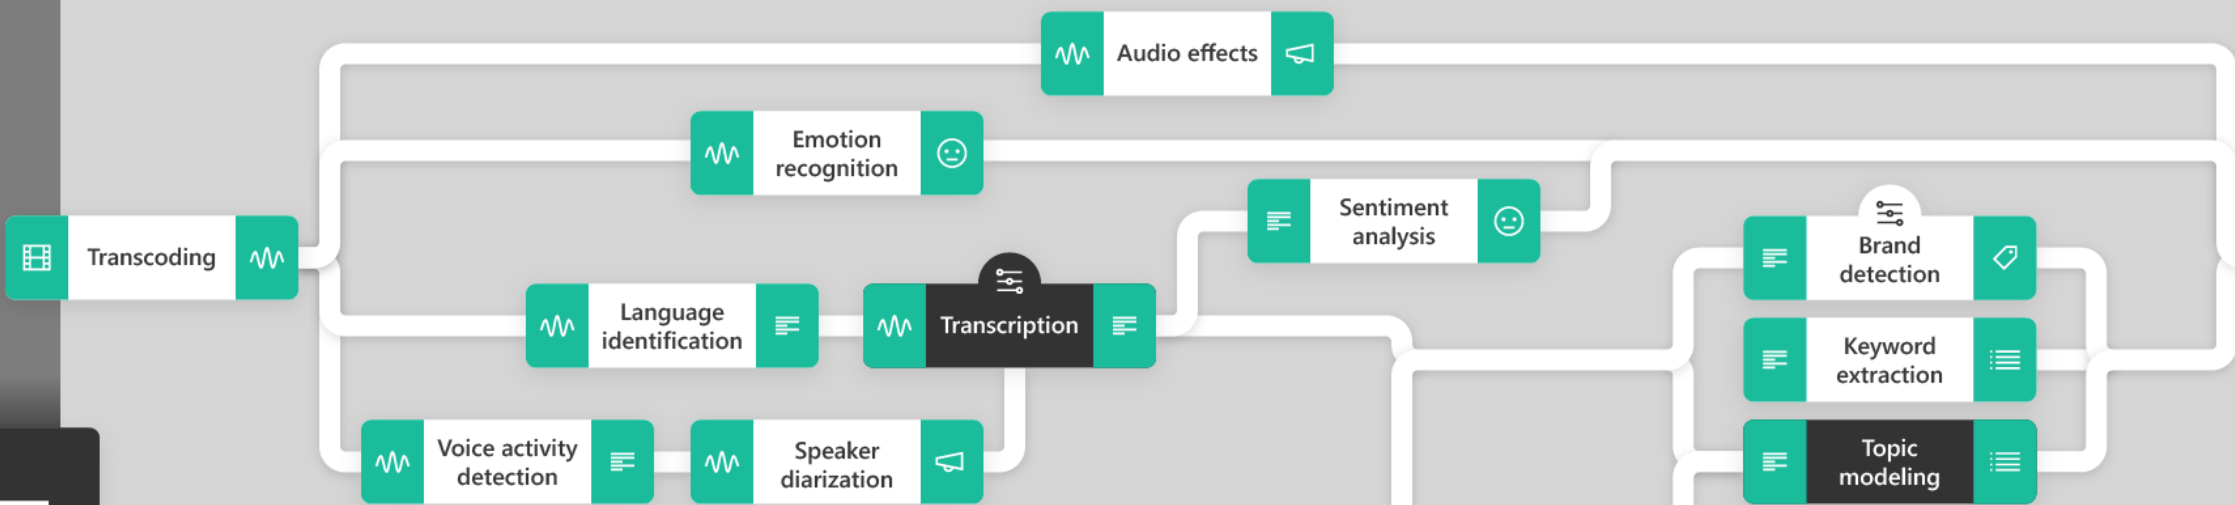 Audio effects
Emotion
recognition
Sentiment
analysis
Transcoding
Brand
detection
Language
identification
Transcription
Keyword
extraction
Voice activity
detection
Speaker
diarization
Topic
modeling